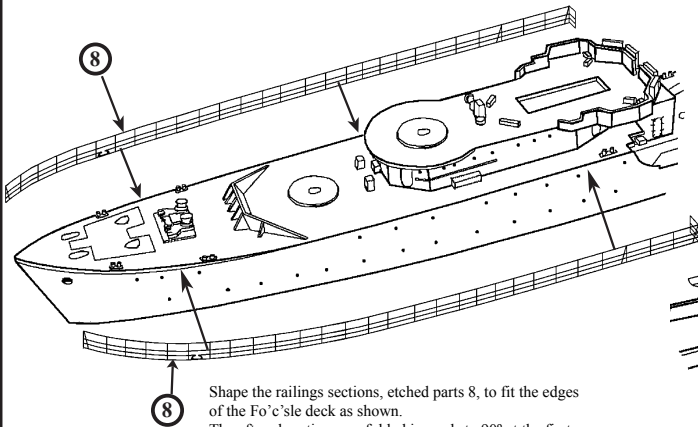 8
8
Shape the railings sections, etched parts 8, to fit the edges
of the Fo'c'sle deck as shown.